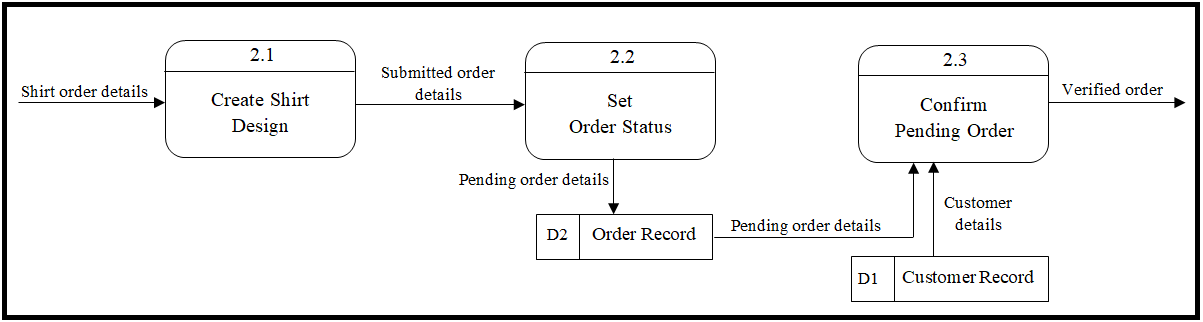 2.1
Create Shirt
Design
2.2
Set
Order Status
2.3
Confirm
Pending Order
Shirt order details
Submitted order
details
Verified order
Pending order details
D2
Order Record
Pending order details
Customer
details
D1
Customer Record